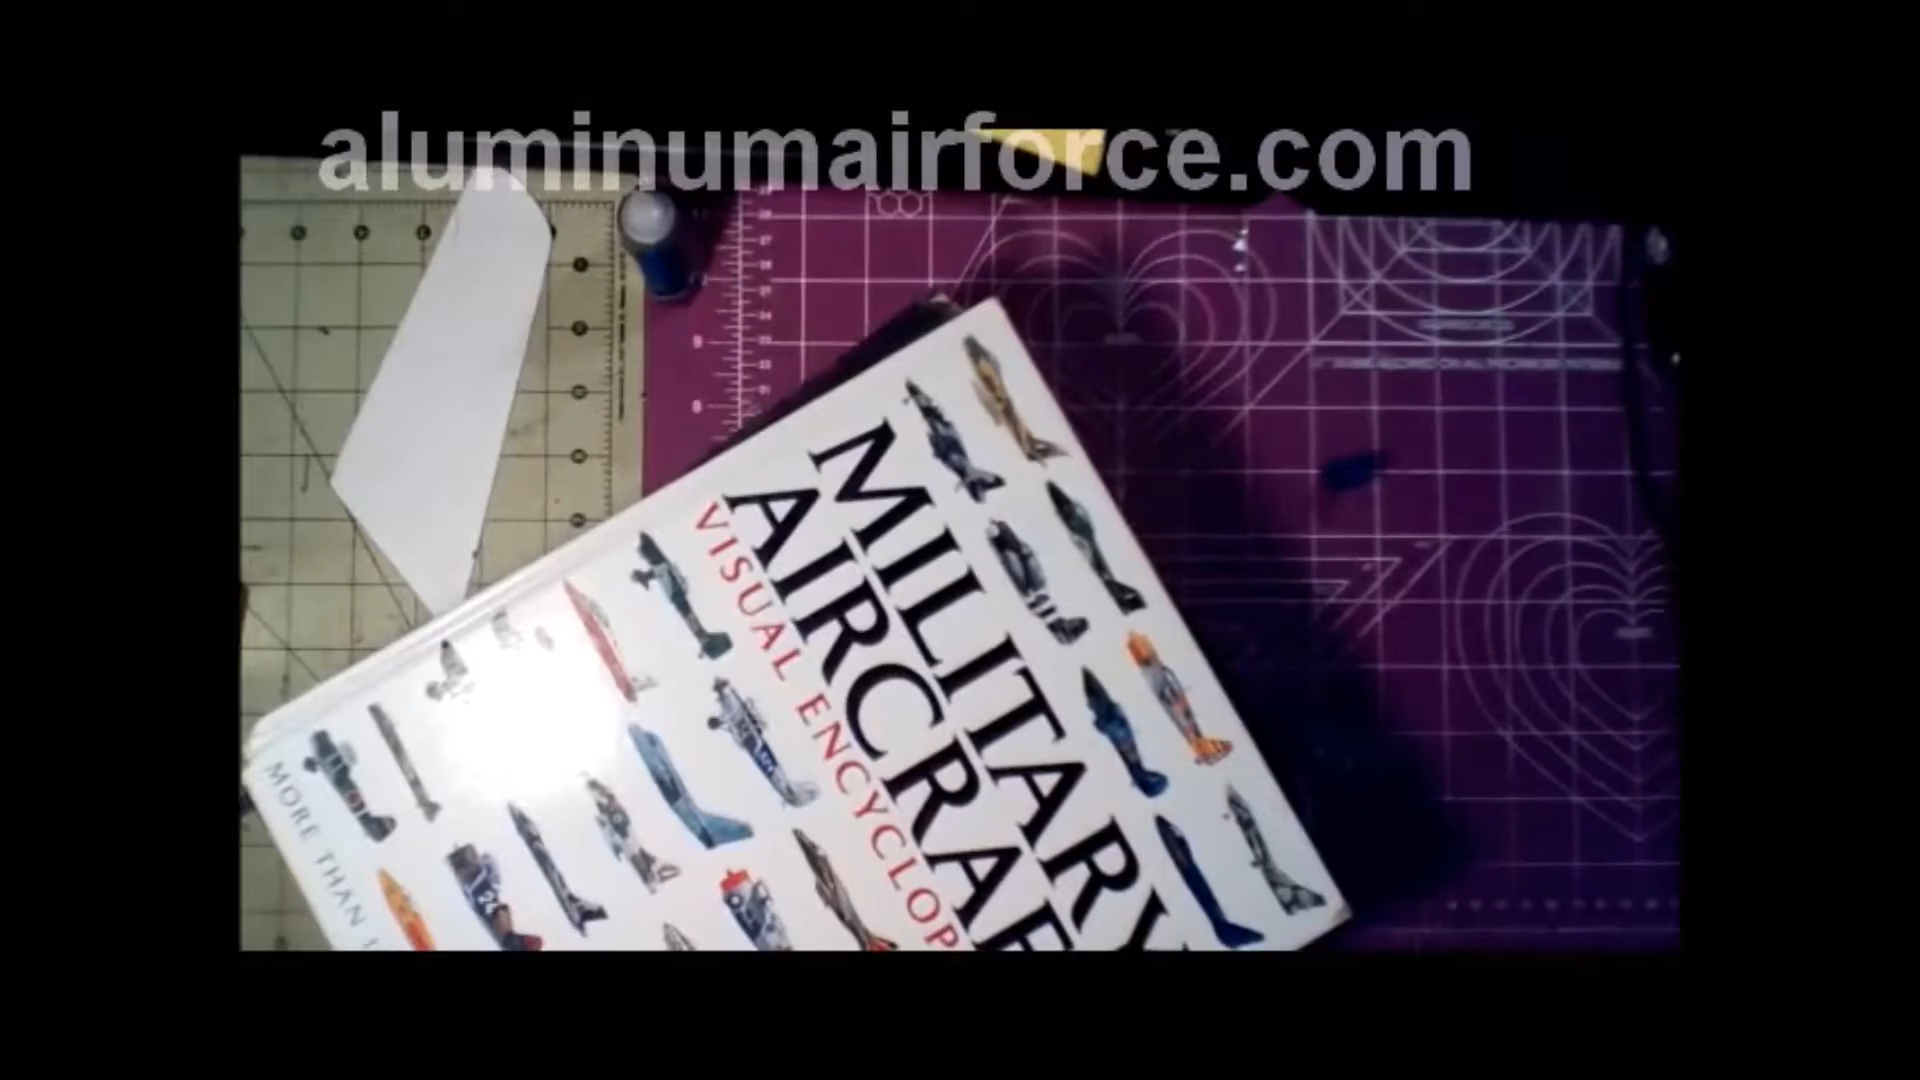 aluminumairforce.com
MILITARY
AIRCRAF
VISUAL ENCYCLOP
MORE THAN